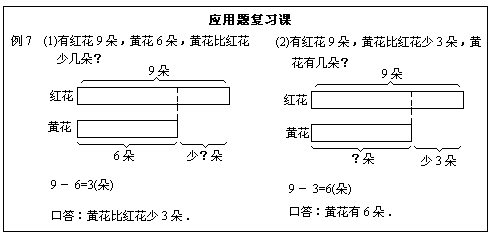 应用题复习课
例7 (1)有红花9朵,黄花6朵,黄花比红花
少几朵?
9朵
红花
黄花
6朵 少?朵
9-6=3(朵)
口答:黄花比红花少3朵.
(2)有红花9朵,黄花比红花少3朵,黄
花有几朵?
9朵
红花
黄花
?朵 少3朵
9-3=6(朵)
口答:黄花有6朵.